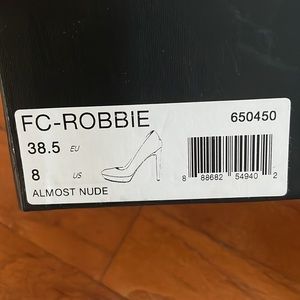 FC-ROBBIE 650450
38.5 EU
8 US
ALMOST NUDE
8 88682 54940 2